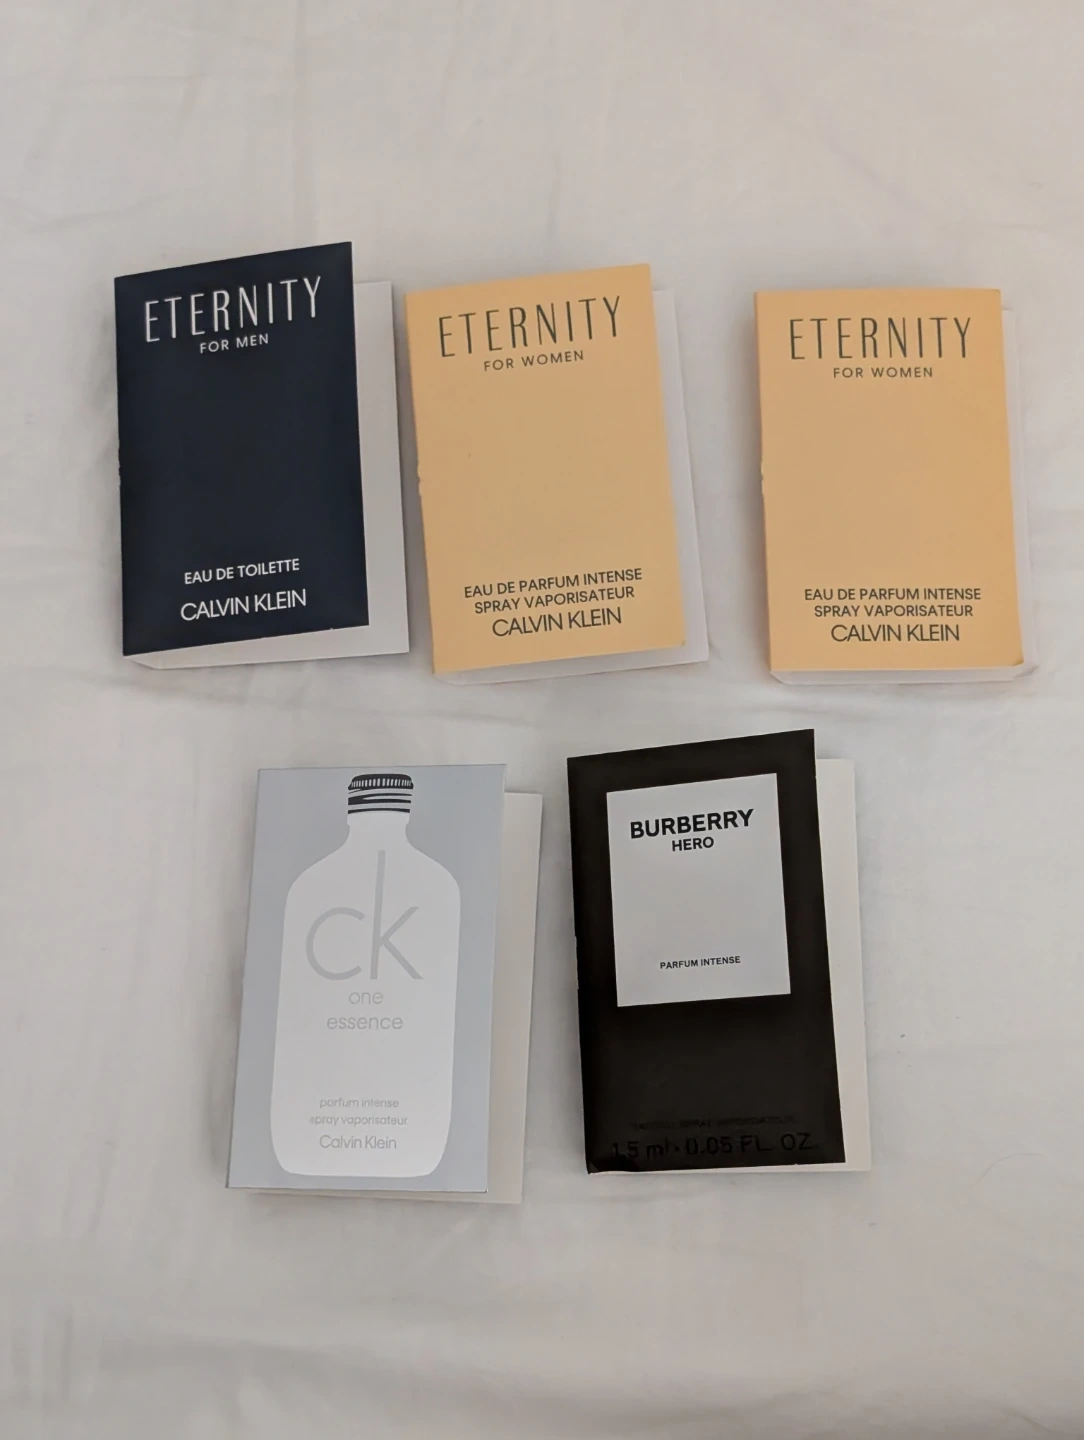 ETERNITY
FOR MEN
EAU DE TOILETTE
CALVIN KLEIN
ETERNITY
FOR WOMEN
EAU DE PARFUM INTENSE
SPRAY VAPORISATEUR
CALVIN KLEIN
ETERNITY
FOR WOMEN
EAU DE PARFUM INTENSE
SPRAY VAPORISATEUR
CALVIN KLEIN
ck
one
essence
parfum intense
spray vaporisateur
Calvin Klein
BURBERRY
HERO
PARFUM INTENSE
SPRAY VAPORISATEUR
1.5 ml · 0.05 FL. OZ